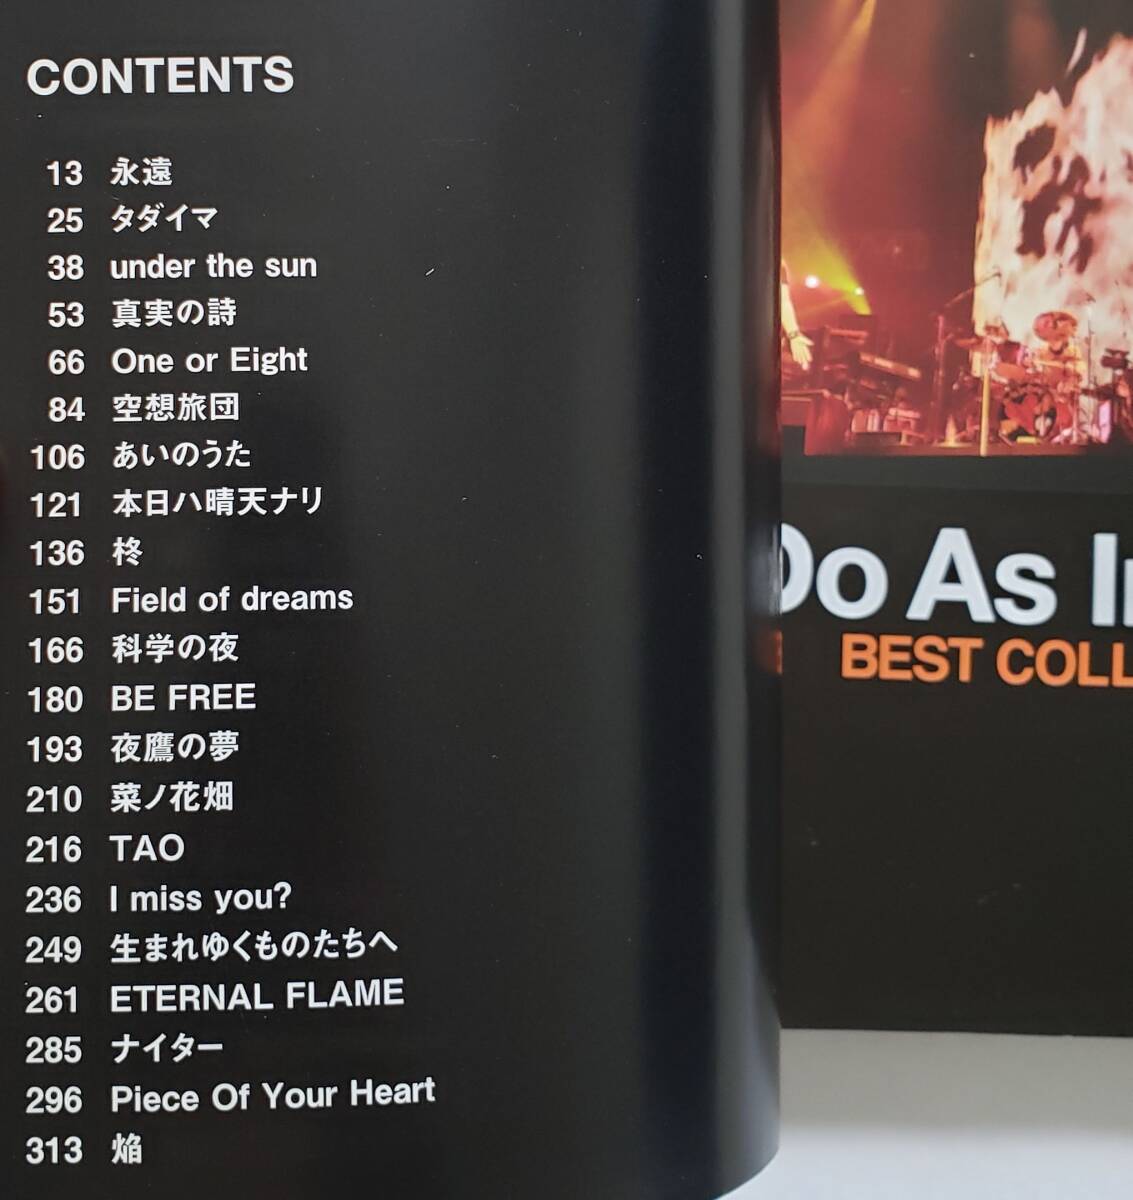 CONTENTS
13 永遠
25 タダイマ
38 under the sun
53 真実の詩
66 One or Eight
84 空想旅団
106 あいのうた
121 本日ハ晴天ナリ
136 柊
151 Field of dreams
166 科学の夜
180 BE FREE
193 夜鷹の夢
210 菜ノ花畑
216 TAO
236 I miss you?
249 生まれゆくものたちへ
261 ETERNAL FLAME
285 ナイター
296 Piece Of Your Heart
313 焔
Do As In
BEST COLL